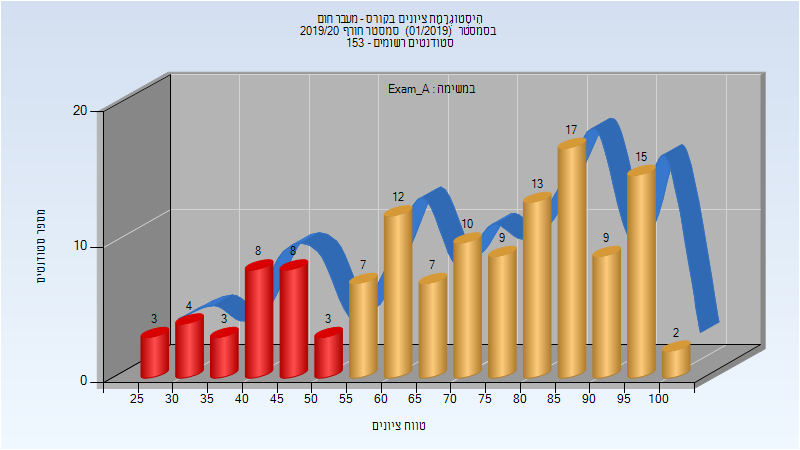 היסטוגרמת ציונים בקורס - מעבר חום
בסמסטר (01/2019) סמסטר חורף 2019/20
סטודנטים רשומים - 153
במשימה : Exam_A
מספר סטודנטים
20
10
0
3 4 3 8 8 3 7 12 7 10 9 13 17 9 15 2
25 30 35 40 45 50 55 60 65 70 75 80 85 90 95 100
טווח ציונים